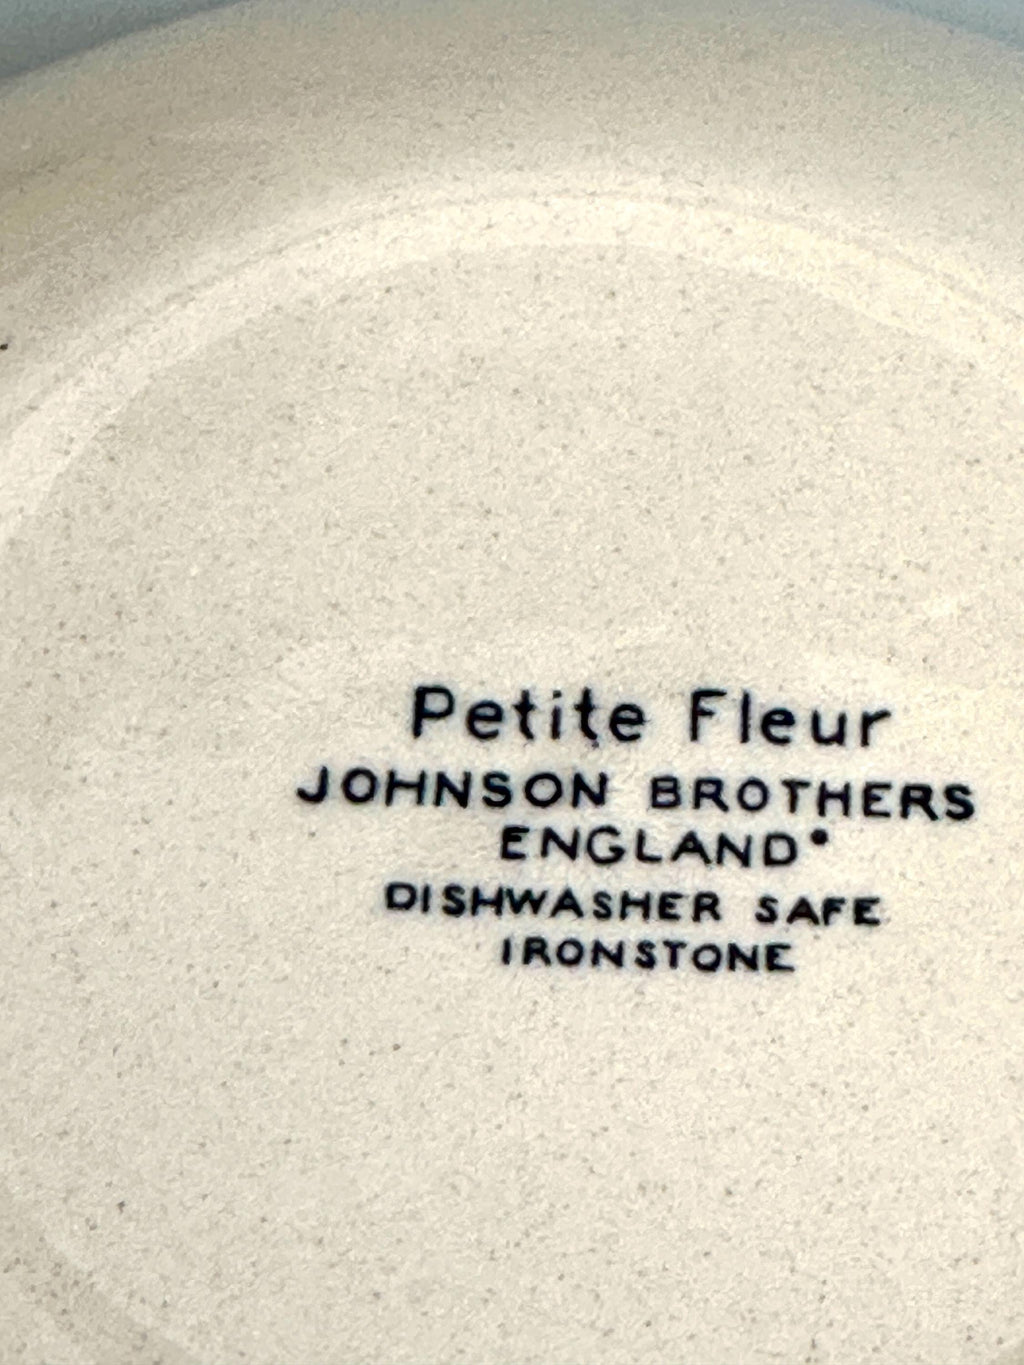 Petite Fleur
JOHNSON BROTHERS
ENGLAND•
DISHWASHER SAFE
IRONSTONE